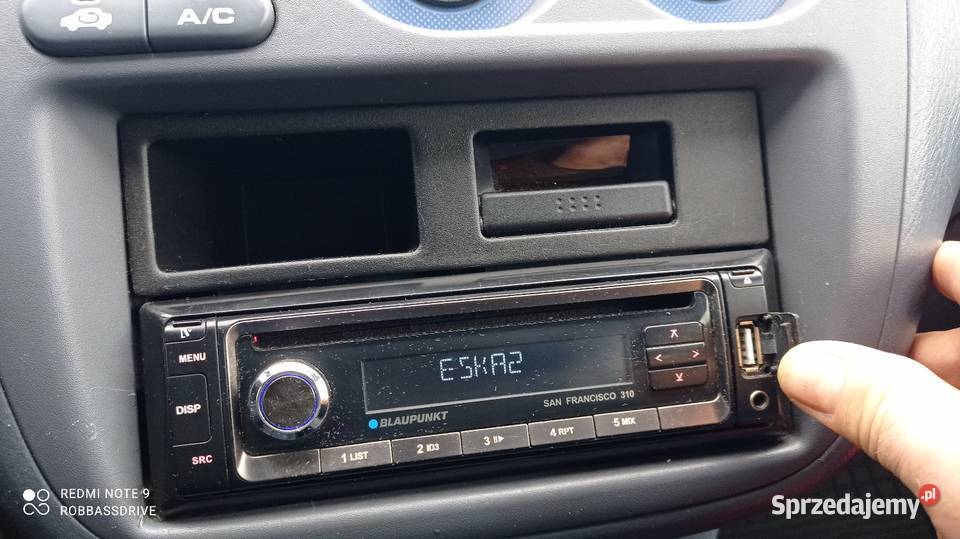 A/C
MENU
DISP
SRC
E-SKA2
SAN FRANCISCO 310
BLAUPUNKT
1 LIST
2 ID3
3
4 RPT
5 MIX
REDMI NOTE 9
ROBBASSDRIVE
Sprzedajemy.pl